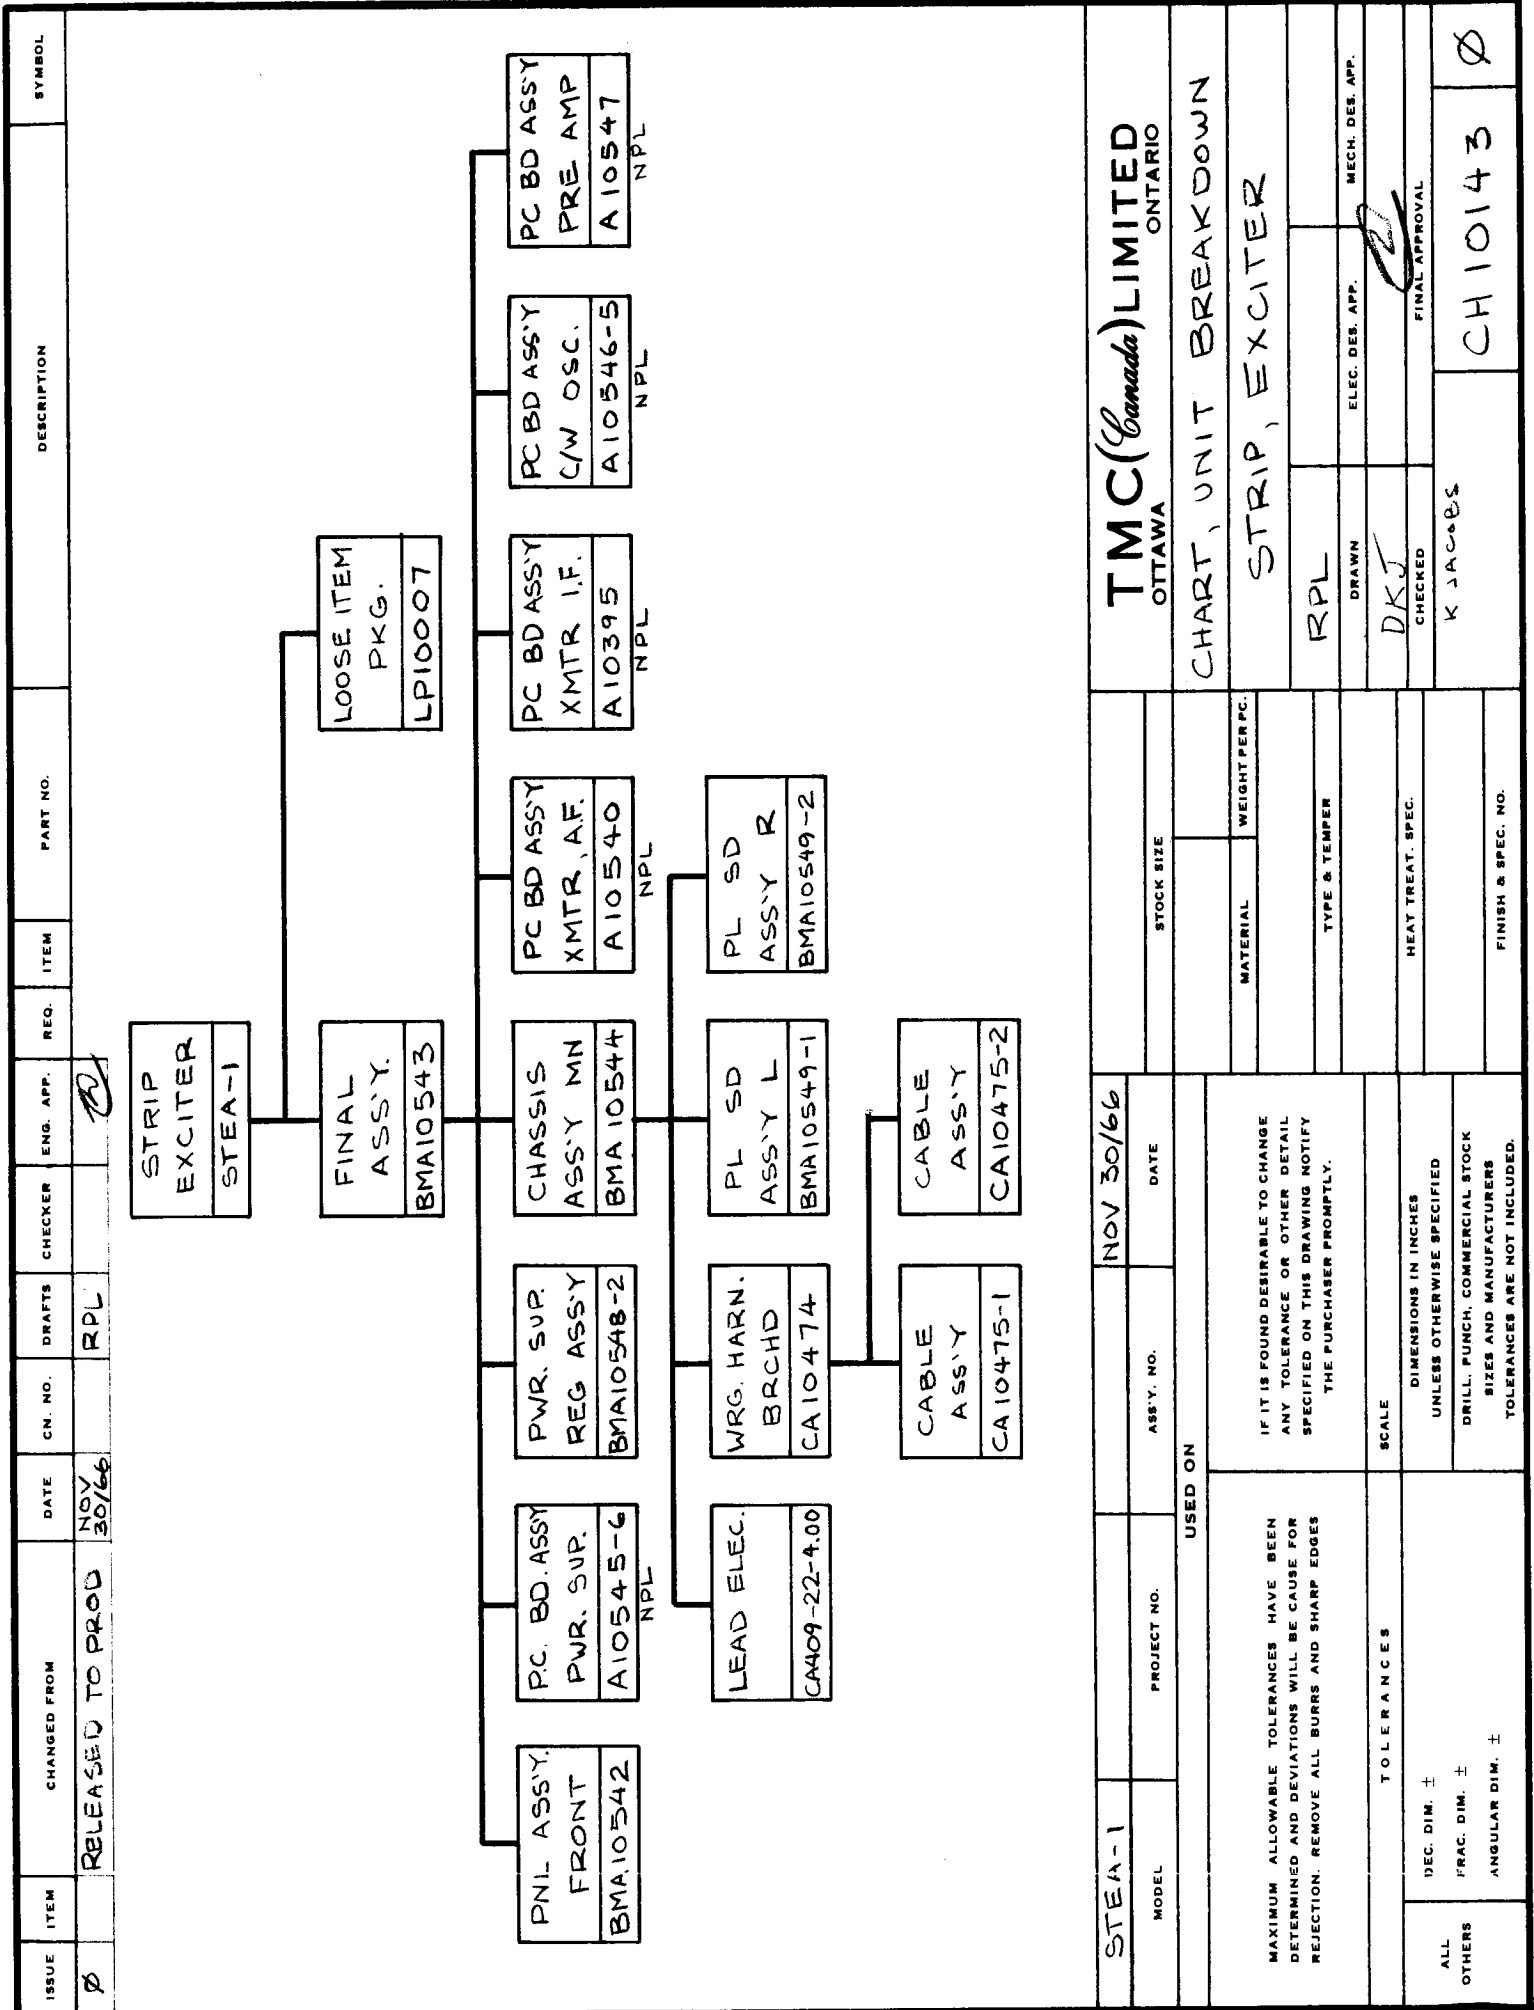 ISSUE ITEM CHANGED FROM DATE CN. NO. DRAFTS CHECKER ENG. APP. REQ. ITEM PART NO. DESCRIPTION SYMBOL
Ø RELEASED TO PROD NOV 30/66 RPL
STRIP
EXCITER
STEA-1
FINAL
ASS'Y.
BMA10543
LOOSE ITEM
PKG.
LP10007
PNL ASS'Y.
FRONT
BMA10542
P.C. BD. ASS'Y
PWR. SUP.
A10545-6
NPL
PWR. SUP.
REG ASSY
BMA10548-2
CHASSIS
ASS'Y MN
BMA10544
PC BD ASS'Y
XMTR, A.F.
A10540
NPL
PC BD ASS'Y
XMTR I.F.
A10395
NPL
PC BD ASS'Y
C/W OSC.
A10546-5
NPL
PC BD ASS'Y
PRE AMP
A10547
NPL
LEAD ELEC.
CA409-22-4.00
WRG. HARN.
BRCHD
CA10474
PL SD
ASS'Y L
BMA10549-1
PL SD
ASS'Y R
BMA10549-2
CABLE
ASS'Y
CA10475-1
CABLE
ASS'Y
CA10475-2
STEA-1 NOV 30/66
MODEL PROJECT NO. ASS'Y. NO. DATE
USED ON
MAXIMUM ALLOWABLE TOLERANCES HAVE BEEN
DETERMINED AND DEVIATIONS WILL BE CAUSE FOR
REJECTION. REMOVE ALL BURRS AND SHARP EDGES
IF IT IS FOUND DESIRABLE TO CHANGE
ANY TOLERANCE OR OTHER DETAIL
SPECIFIED ON THIS DRAWING NOTIFY
THE PURCHASER PROMPTLY.
TOLERANCES
SCALE
ALL
OTHERS
DEC. DIM. ±
FRAC. DIM. ±
ANGULAR DIM. ±
DIMENSIONS IN INCHES
UNLESS OTHERWISE SPECIFIED
DRILL, PUNCH, COMMERCIAL STOCK
SIZES AND MANUFACTURERS
TOLERANCES ARE NOT INCLUDED.
STOCK SIZE
MATERIAL WEIGHT PER PC.
TYPE & TEMPER
HEAT TREAT. SPEC.
FINISH & SPEC. NO.
TMC (Canada) LIMITED
OTTAWA ONTARIO
CHART, UNIT BREAKDOWN
STRIP, EXCITER
RPL
DRAWN ELEC. DES. APP. MECH. DES. APP.
DKJ
CHECKED FINAL APPROVAL
K JACOBS
CH10143 Ø